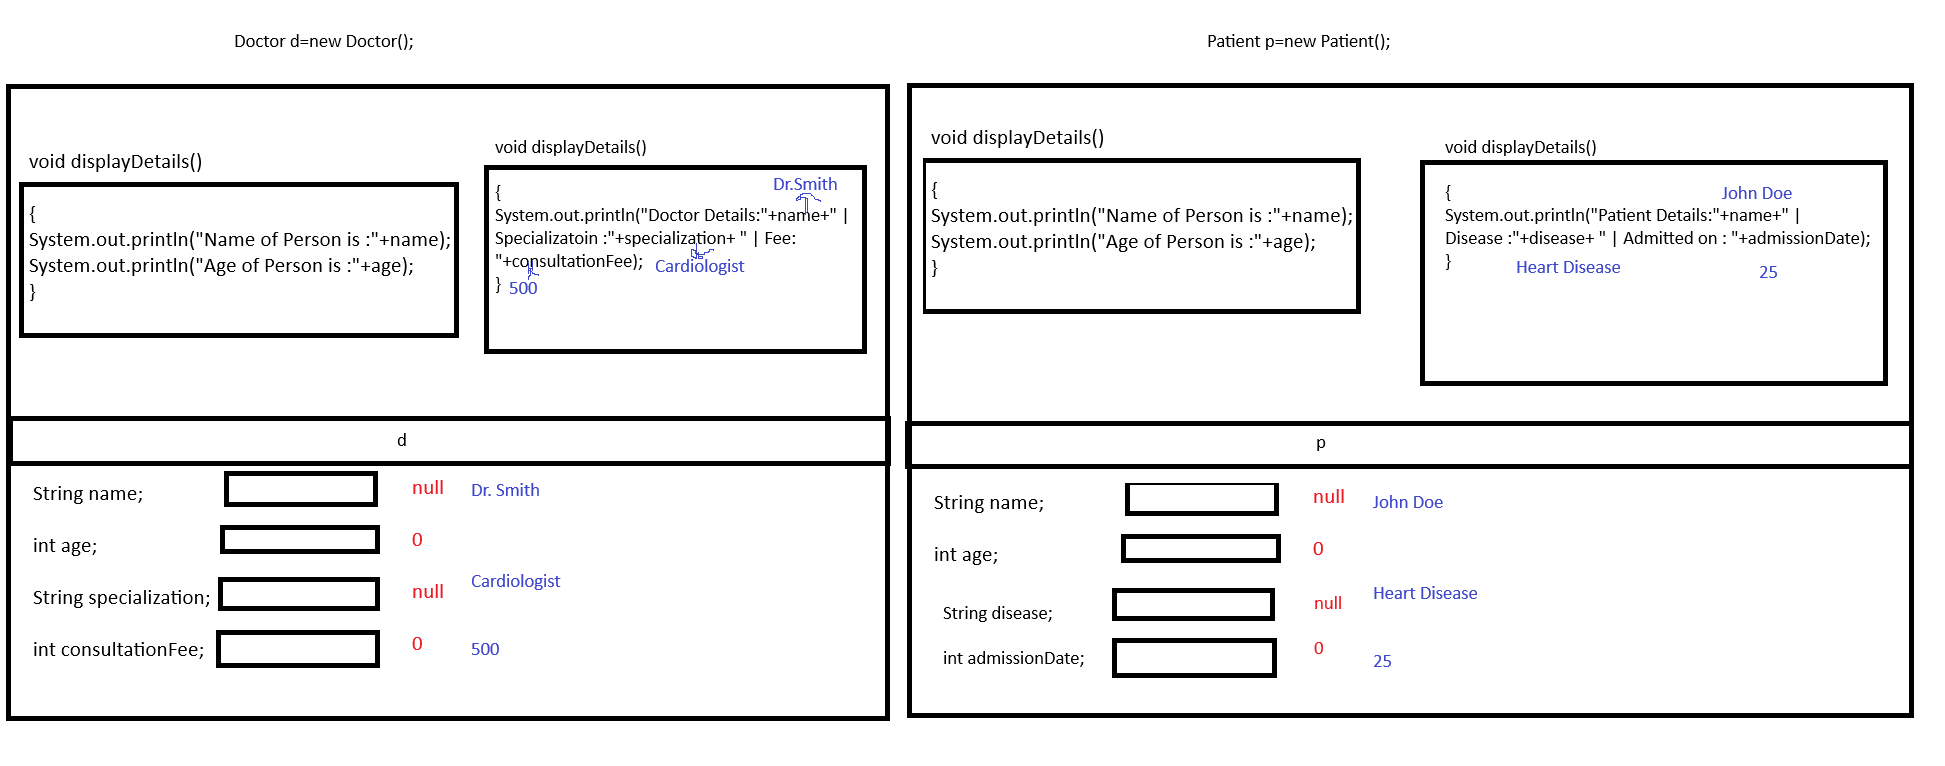 Doctor d=new Doctor();
void displayDetails()
{
System.out.println("Name of Person is :"+name);
System.out.println("Age of Person is :"+age);
}
void displayDetails()
{
Dr.Smith
System.out.println("Doctor Details:"+name+" |
Specializatoin :"+specialization+ " | Fee:
"+consultationFee);
Cardiologist
} 500
d
String name; null Dr. Smith
int age; 0
String specialization; null Cardiologist
int consultationFee; 0 500
Patient p=new Patient();
void displayDetails()
{
System.out.println("Name of Person is :"+name);
System.out.println("Age of Person is :"+age);
}
void displayDetails()
{
John Doe
System.out.println("Patient Details:"+name+" |
Disease :"+disease+ " | Admitted on : "+admissionDate);
} Heart Disease 25
p
String name; null John Doe
int age; 0
String disease; null Heart Disease
int admissionDate; 0 25